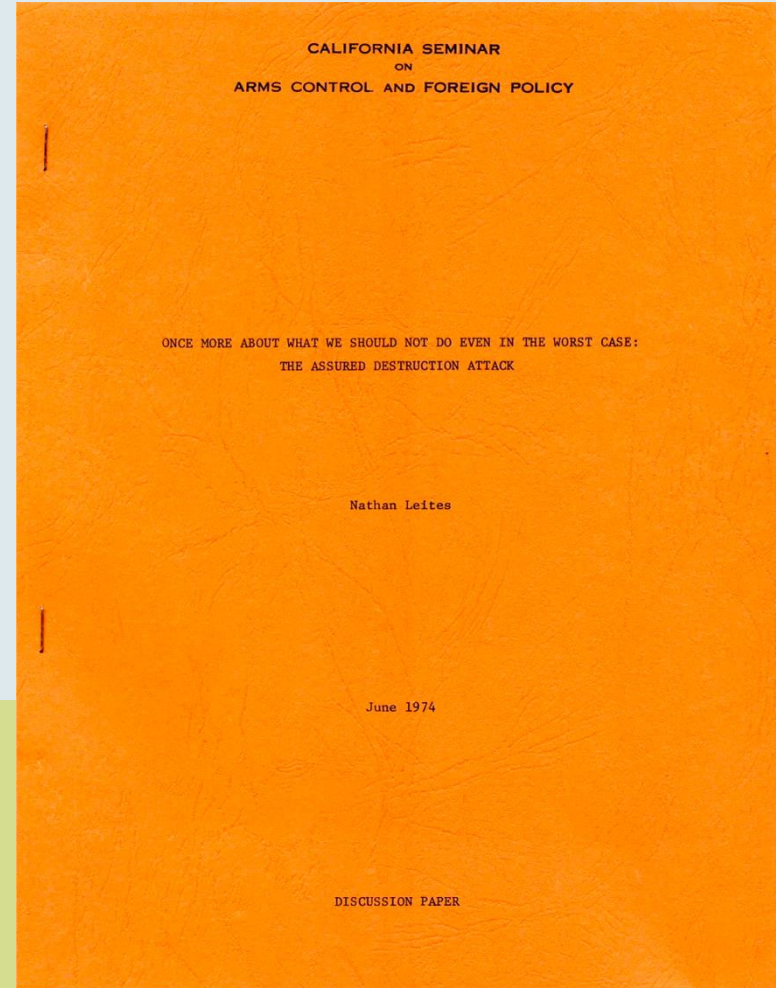 CALIFORNIA SEMINAR
ON
ARMS CONTROL AND FOREIGN POLICY
ONCE MORE ABOUT WHAT WE SHOULD NOT DO EVEN IN THE WORST CASE:
THE ASSURED DESTRUCTION ATTACK
Nathan Leites
June 1974
DISCUSSION PAPER